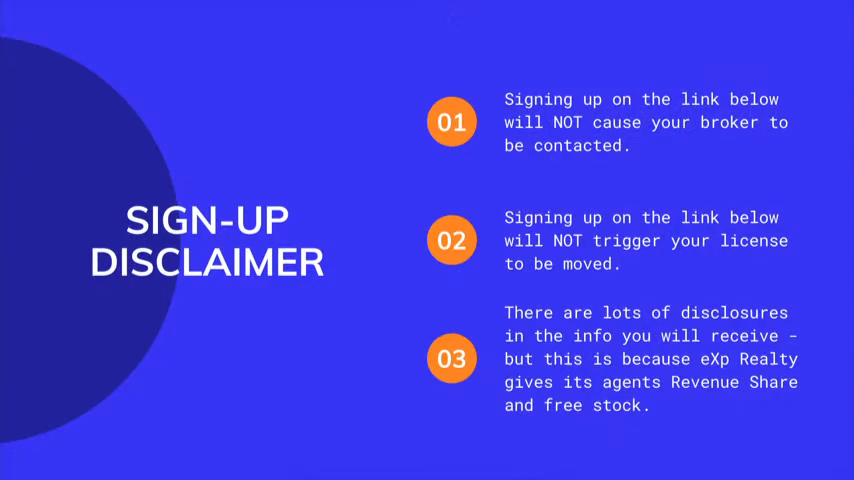 SIGN-UP
DISCLAIMER
01
Signing up on the link below
will NOT cause your broker to
be contacted.
02
Signing up on the link below
will NOT trigger your license
to be moved.
03
There are lots of disclosures
in the info you will receive -
but this is because eXp Realty
gives its agents Revenue Share
and free stock.